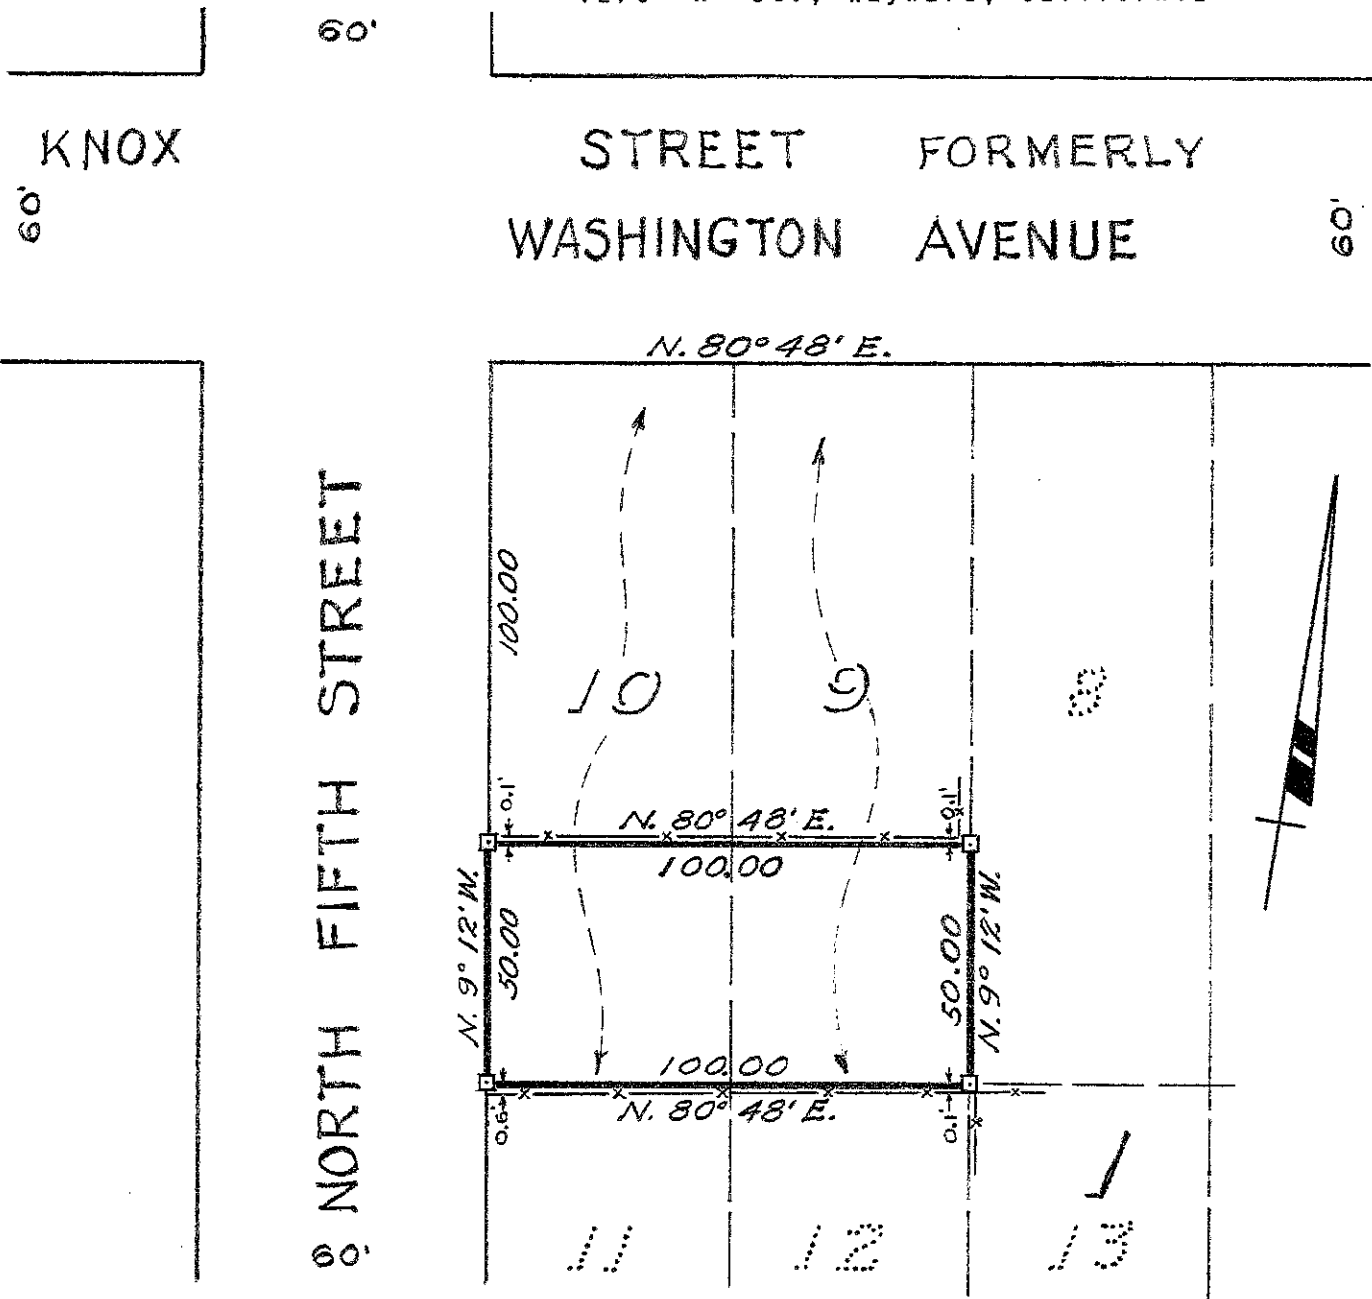 60'
KNOX STREET FORMERLY
60' WASHINGTON AVENUE 60'
N. 80° 48' E.
NORTH FIFTH STREET
60'
100.00
10
9
8
0.1'
0.1'
N. 80° 48' E.
100.00
N. 9° 12' W.
50.00
50.00
N. 9° 12' W.
100.00
N. 80° 48' E.
0.6'
0.1'
11
12
13